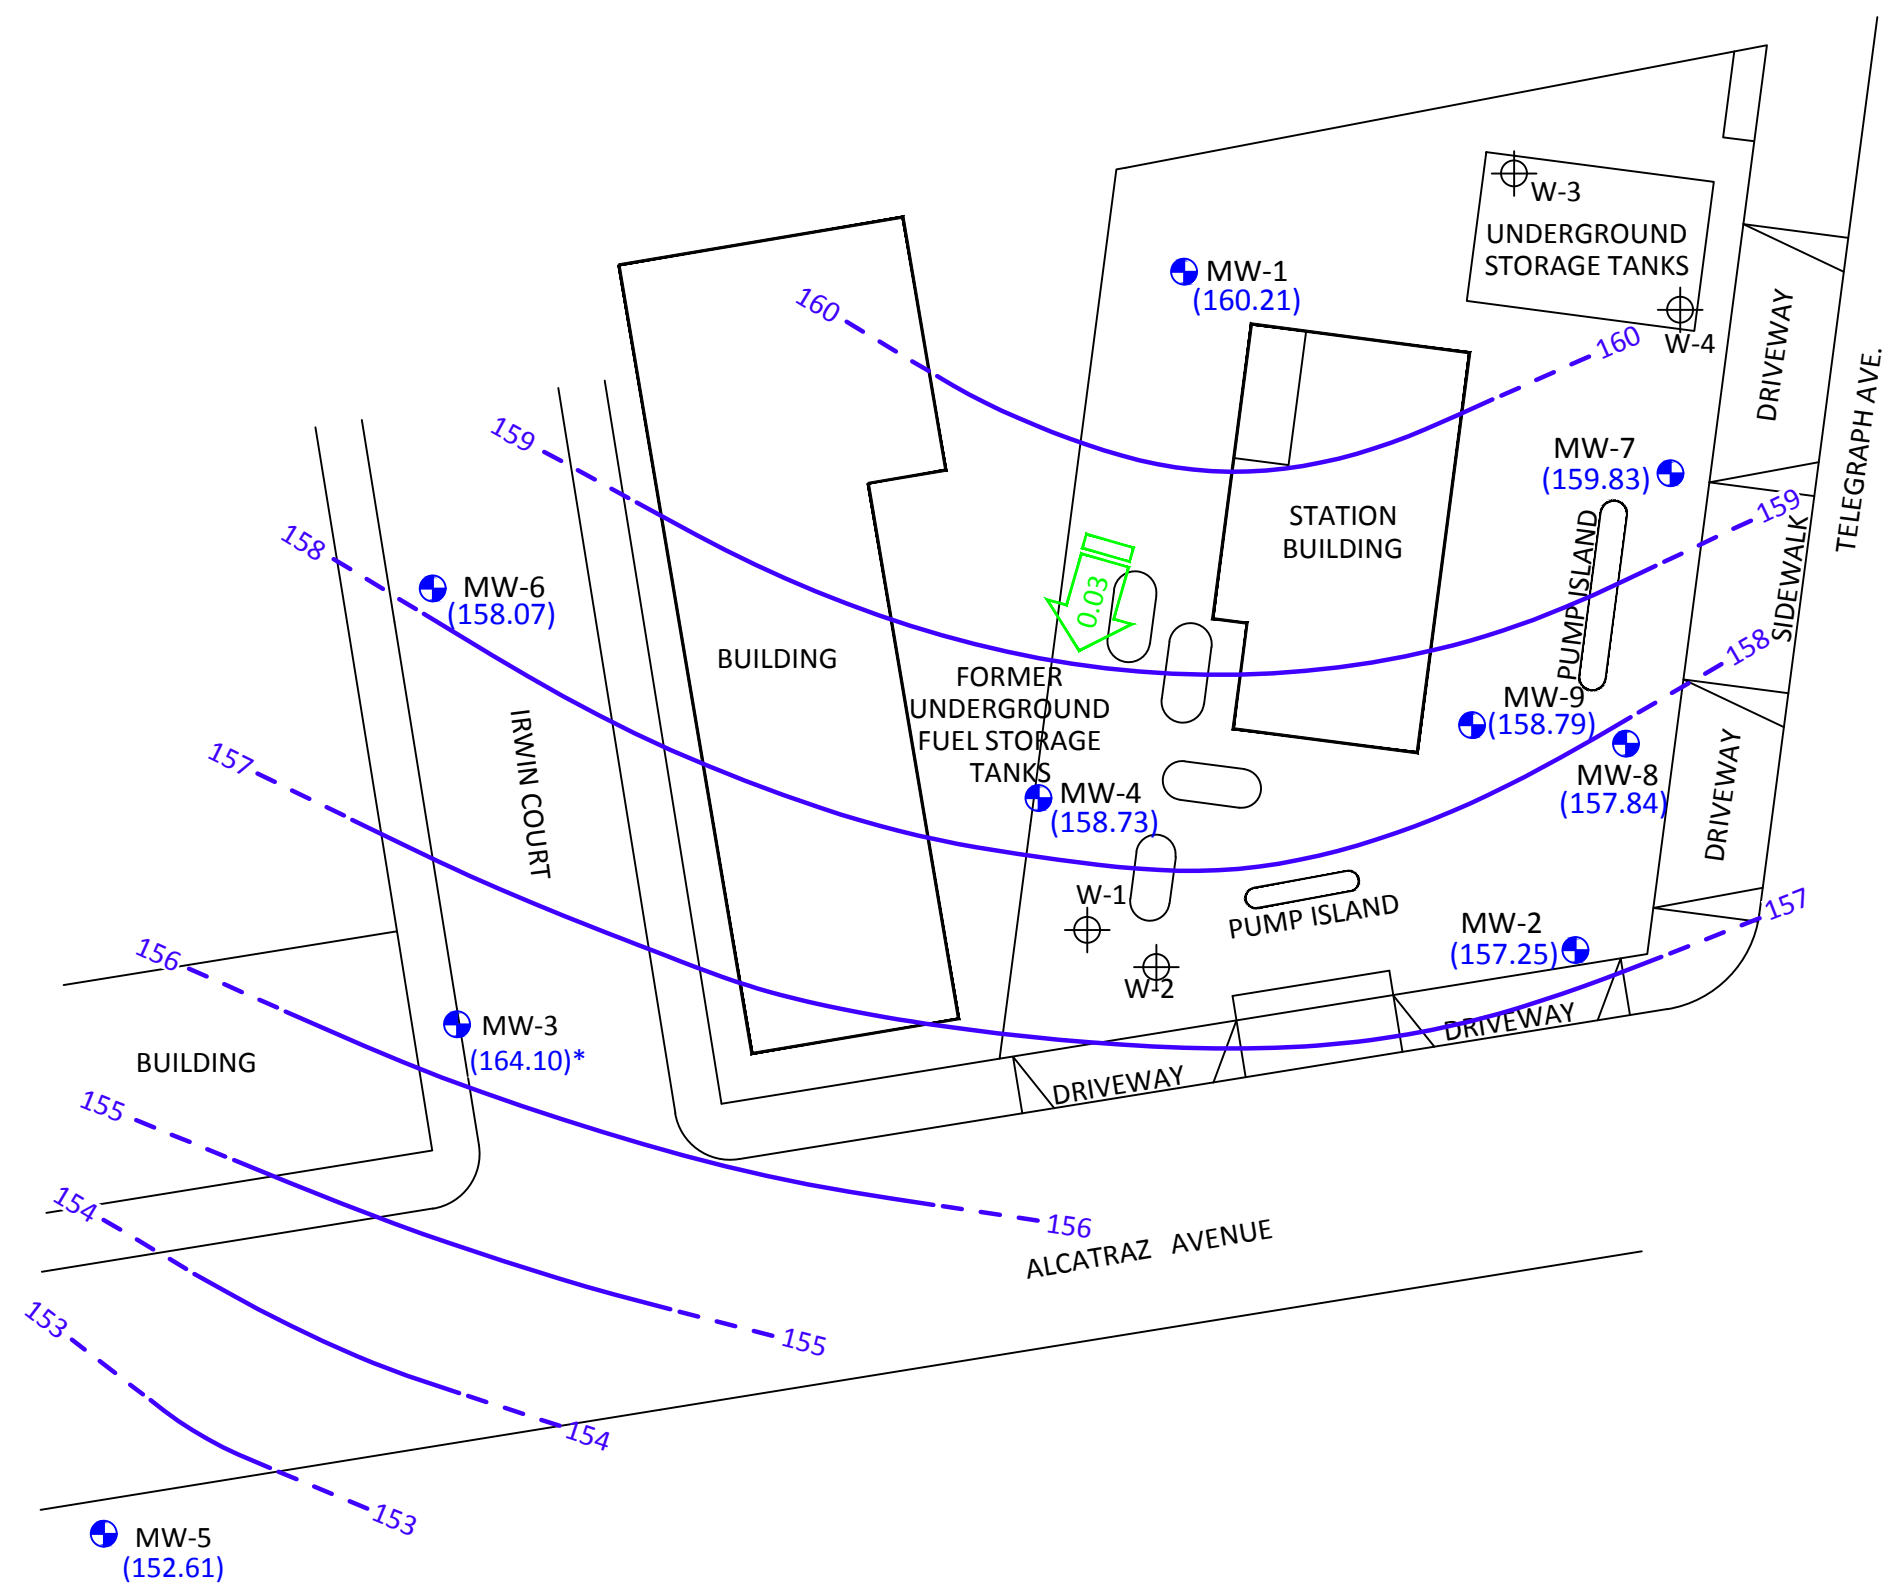 W-3
UNDERGROUND
STORAGE TANKS
W-4
DRIVEWAY
TELEGRAPH AVE.
MW-1
(160.21)
160
160
159
MW-7
(159.83)
159
SIDEWALK
PUMP ISLAND
STATION
BUILDING
158
MW-6
(158.07)
0.03
BUILDING
158
FORMER
UNDERGROUND
FUEL STORAGE
TANKS
MW-9
(158.79)
IRWIN COURT
157
MW-4
(158.73)
MW-8
(157.84)
DRIVEWAY
W-1
PUMP ISLAND
W-2
MW-2
(157.25)
157
156
MW-3
(164.10)*
BUILDING
DRIVEWAY
DRIVEWAY
155
154
156
ALCATRAZ AVENUE
153
155
154
153
MW-5
(152.61)